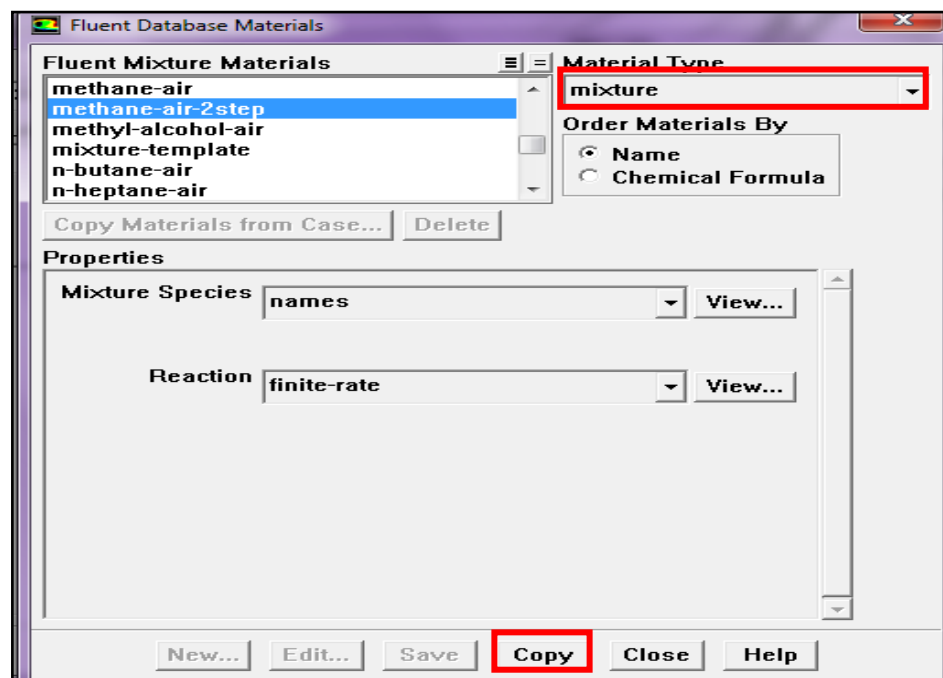 Fluent Database Materials
Fluent Mixture Materials
methane-air
methane-air-2step
methyl-alcohol-air
mixture-template
n-butane-air
n-heptane-air
Material Type
mixture
Order Materials By
Name
Chemical Formula
Copy Materials from Case... Delete
Properties
Mixture Species names View...
Reaction finite-rate View...
New... Edit... Save Copy Close Help